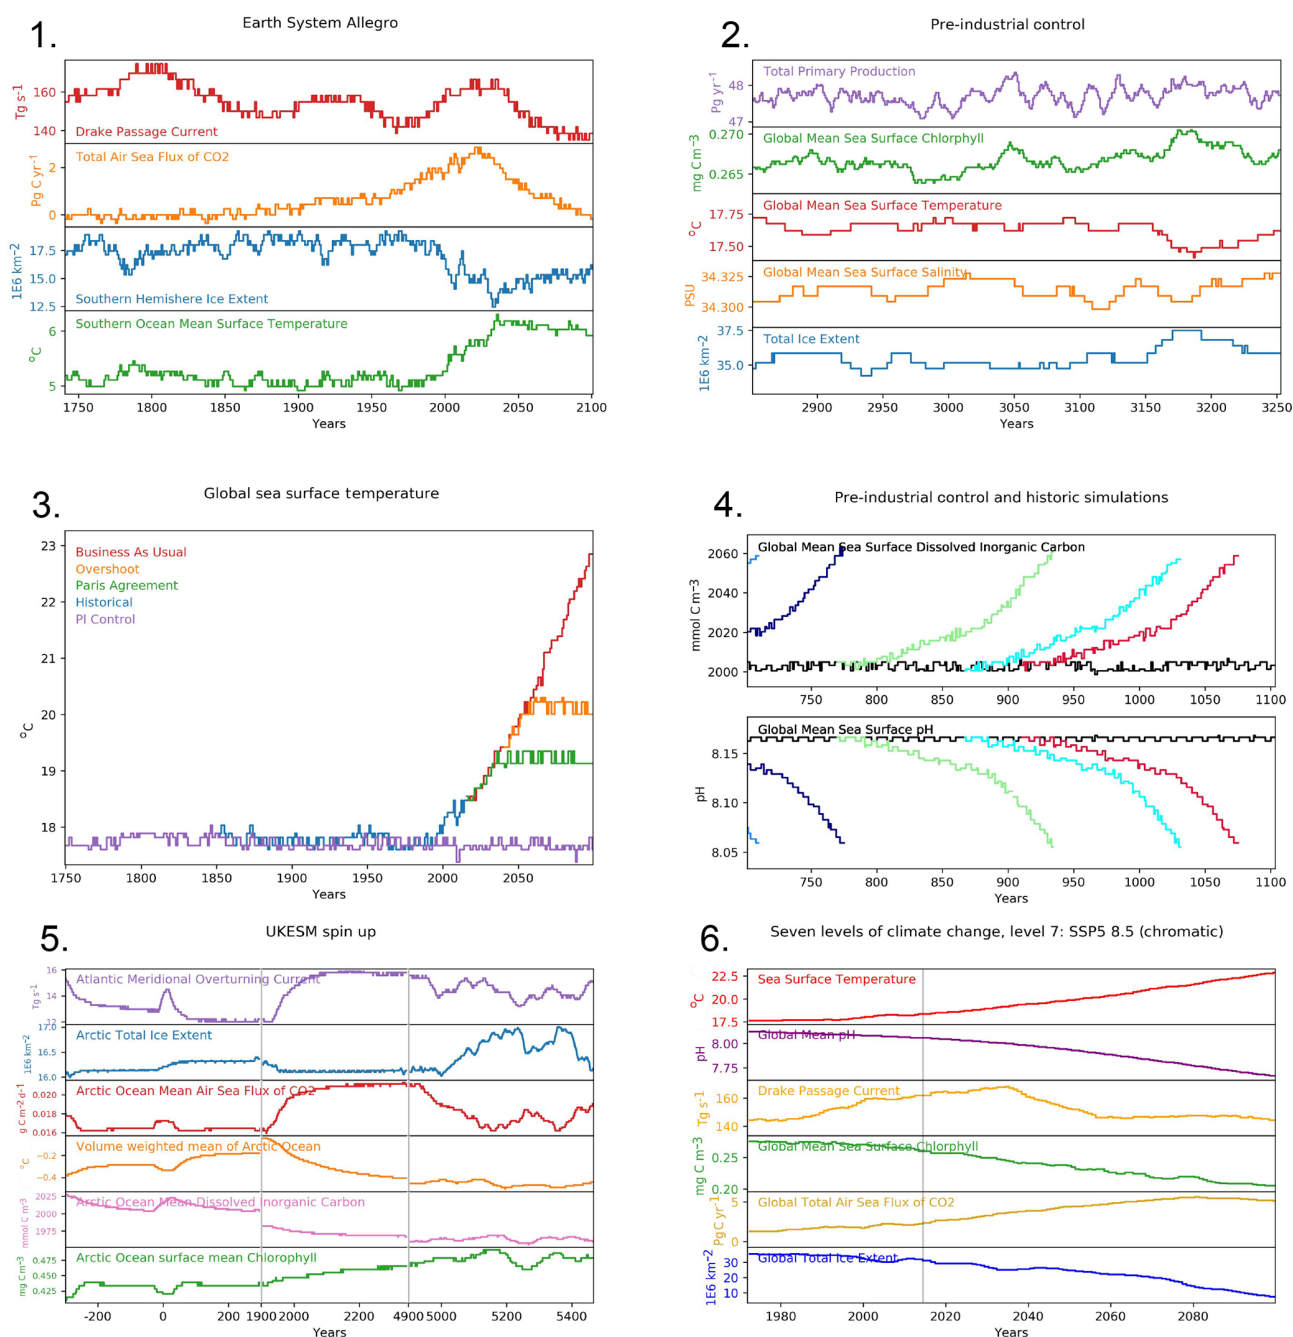 1.
Earth System Allegro
Tg s-1
160
140
Drake Passage Current
Pg C yr-1
2
0
Total Air Sea Flux of CO2
1E6 km-2
17.5
15.0
12.5
Southern Hemishere Ice Extent
°C
6
5
Southern Ocean Mean Surface Temperature
1750 1800 1850 1900 1950 2000 2050 2100
Years
2.
Pre-industrial control
Pg yr-1
48
47
Total Primary Production
mg C m-3
0.270
0.265
Global Mean Sea Surface Chlorphyll
°C
17.75
17.50
Global Mean Sea Surface Temperature
PSU
34.325
34.300
Global Mean Sea Surface Salinity
1E6 km-2
37.5
35.0
Total Ice Extent
2900 2950 3000 3050 3100 3150 3200 3250
Years
3.
Global sea surface temperature
°C
23
22
21
20
19
18
Business As Usual
Overshoot
Paris Agreement
Historical
PI Control
1750 1800 1850 1900 1950 2000 2050
Years
4.
Pre-industrial control and historic simulations
mmol C m−3
2060
2040
2020
2000
Global Mean Sea Surface Dissolved Inorganic Carbon
750 800 850 900 950 1000 1050 1100
pH
8.15
8.10
8.05
Global Mean Sea Surface pH
750 800 850 900 950 1000 1050 1100
Years
5.
UKESM spin up
Tg s-1
16
14
12
Atlantic Meridional Overturning Current
1E6 km-2
17.0
16.5
16.0
Arctic Total Ice Extent
g C m-2 d-1
0.020
0.018
0.016
Arctic Ocean Mean Air Sea Flux of CO2
°C
−0.2
−0.4
Volume weighted mean of Arctic Ocean
mmol C m-3
2025
2000
1975
Arctic Ocean Mean Dissolved Inorganic Carbon
mg C m-3
0.475
0.450
0.425
Arctic Ocean surface mean Chlorophyll
-200 0 200 1900 2000 2200 4900 5000 5200 5400
Years
6.
Seven levels of climate change, level 7: SSP5 8.5 (chromatic)
°C
22.5
20.0
17.5
Sea Surface Temperature
pH
8.00
7.75
Global Mean pH
Tg s-1
160
140
Drake Passage Current
mg C m-3
0.25
0.20
Global Mean Sea Surface Chlorphyll
PgC yr-1
5
0
Global Total Air Sea Flux of CO2
1E6 km-2
30
20
10
Global Total Ice Extent
1980 2000 2020 2040 2060 2080
Years